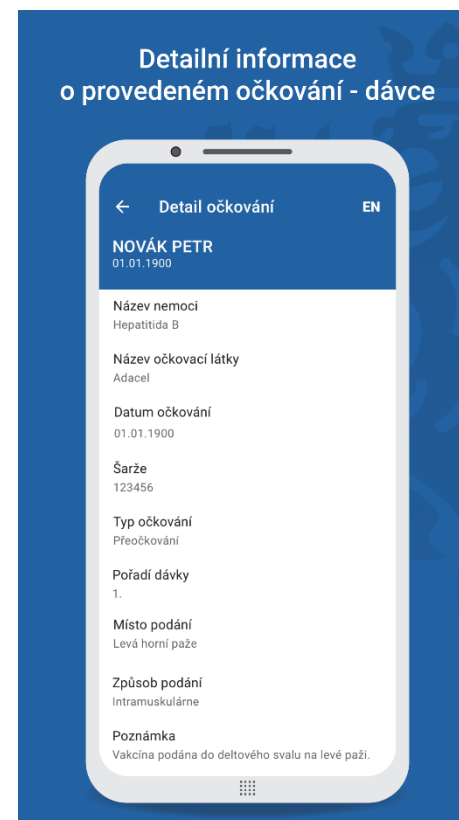 Detailní informace
o provedeném očkování - dávce
Detail očkování
EN
NOVÁK PETR
01.01.1900
Název nemoci
Hepatitida B
Název očkovací látky
Adacel
Datum očkování
01.01.1900
Šarže
123456
Typ očkování
Přeočkování
Pořadí dávky
1.
Místo podání
Levá horní paže
Způsob podání
Intramuskulárne
Poznámka
Vakcína podána do deltového svalu na levé paži.